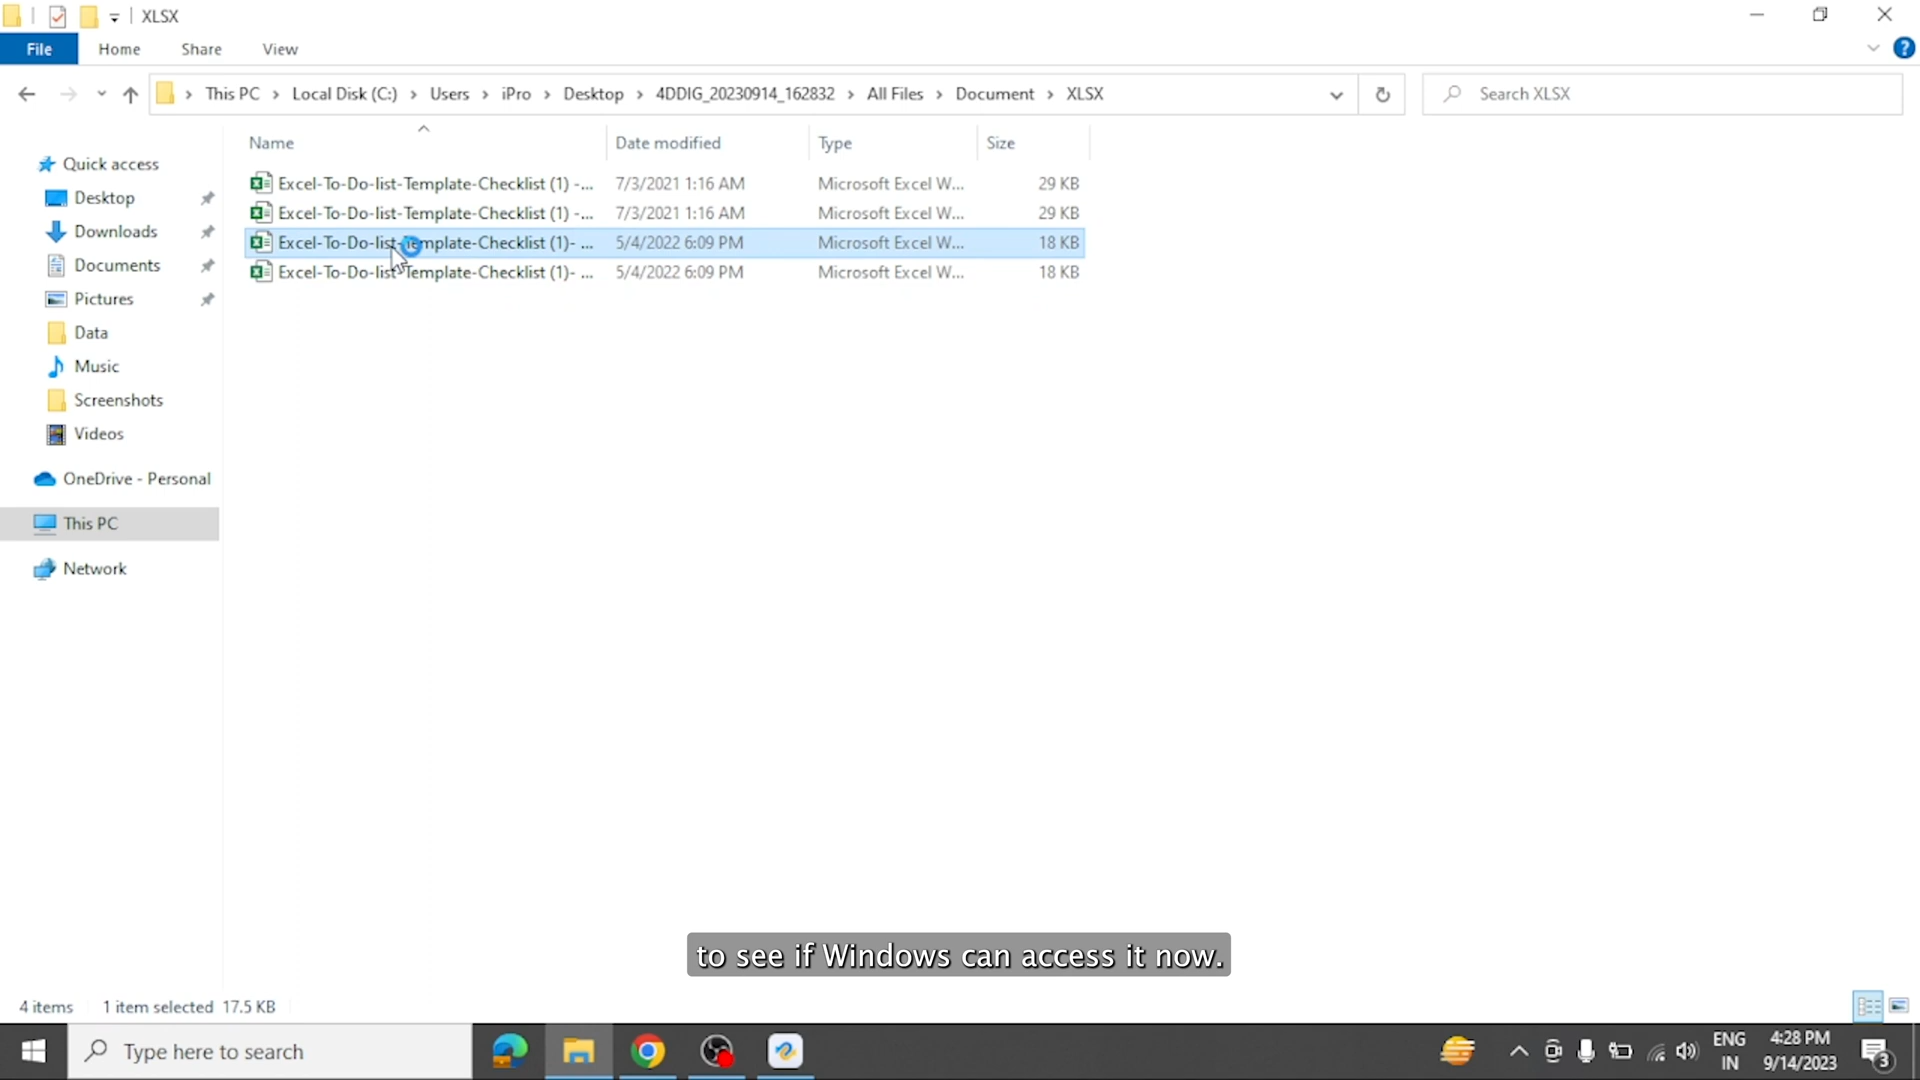 XLSX
File Home Share View
This PC Local Disk (C:) Users iPro Desktop 4DDIG_20230914_162832 All Files Document XLSX
Search XLSX
Name Date modified Type Size
Excel-To-Do-list-Template-Checklist (1) -... 7/3/2021 1:16 AM Microsoft Excel W... 29 KB
Excel-To-Do-list-Template-Checklist (1) -... 7/3/2021 1:16 AM Microsoft Excel W... 29 KB
Excel-To-Do-list-Template-Checklist (1)- ... 5/4/2022 6:09 PM Microsoft Excel W... 18 KB
Excel-To-Do-list-Template-Checklist (1)- ... 5/4/2022 6:09 PM Microsoft Excel W... 18 KB
Quick access
Desktop
Downloads
Documents
Pictures
Data
Music
Screenshots
Videos
OneDrive - Personal
This PC
Network
to see if Windows can access it now.
4 items 1 item selected 17.5 KB
Type here to search
ENG
IN
4:28 PM
9/14/2023
3